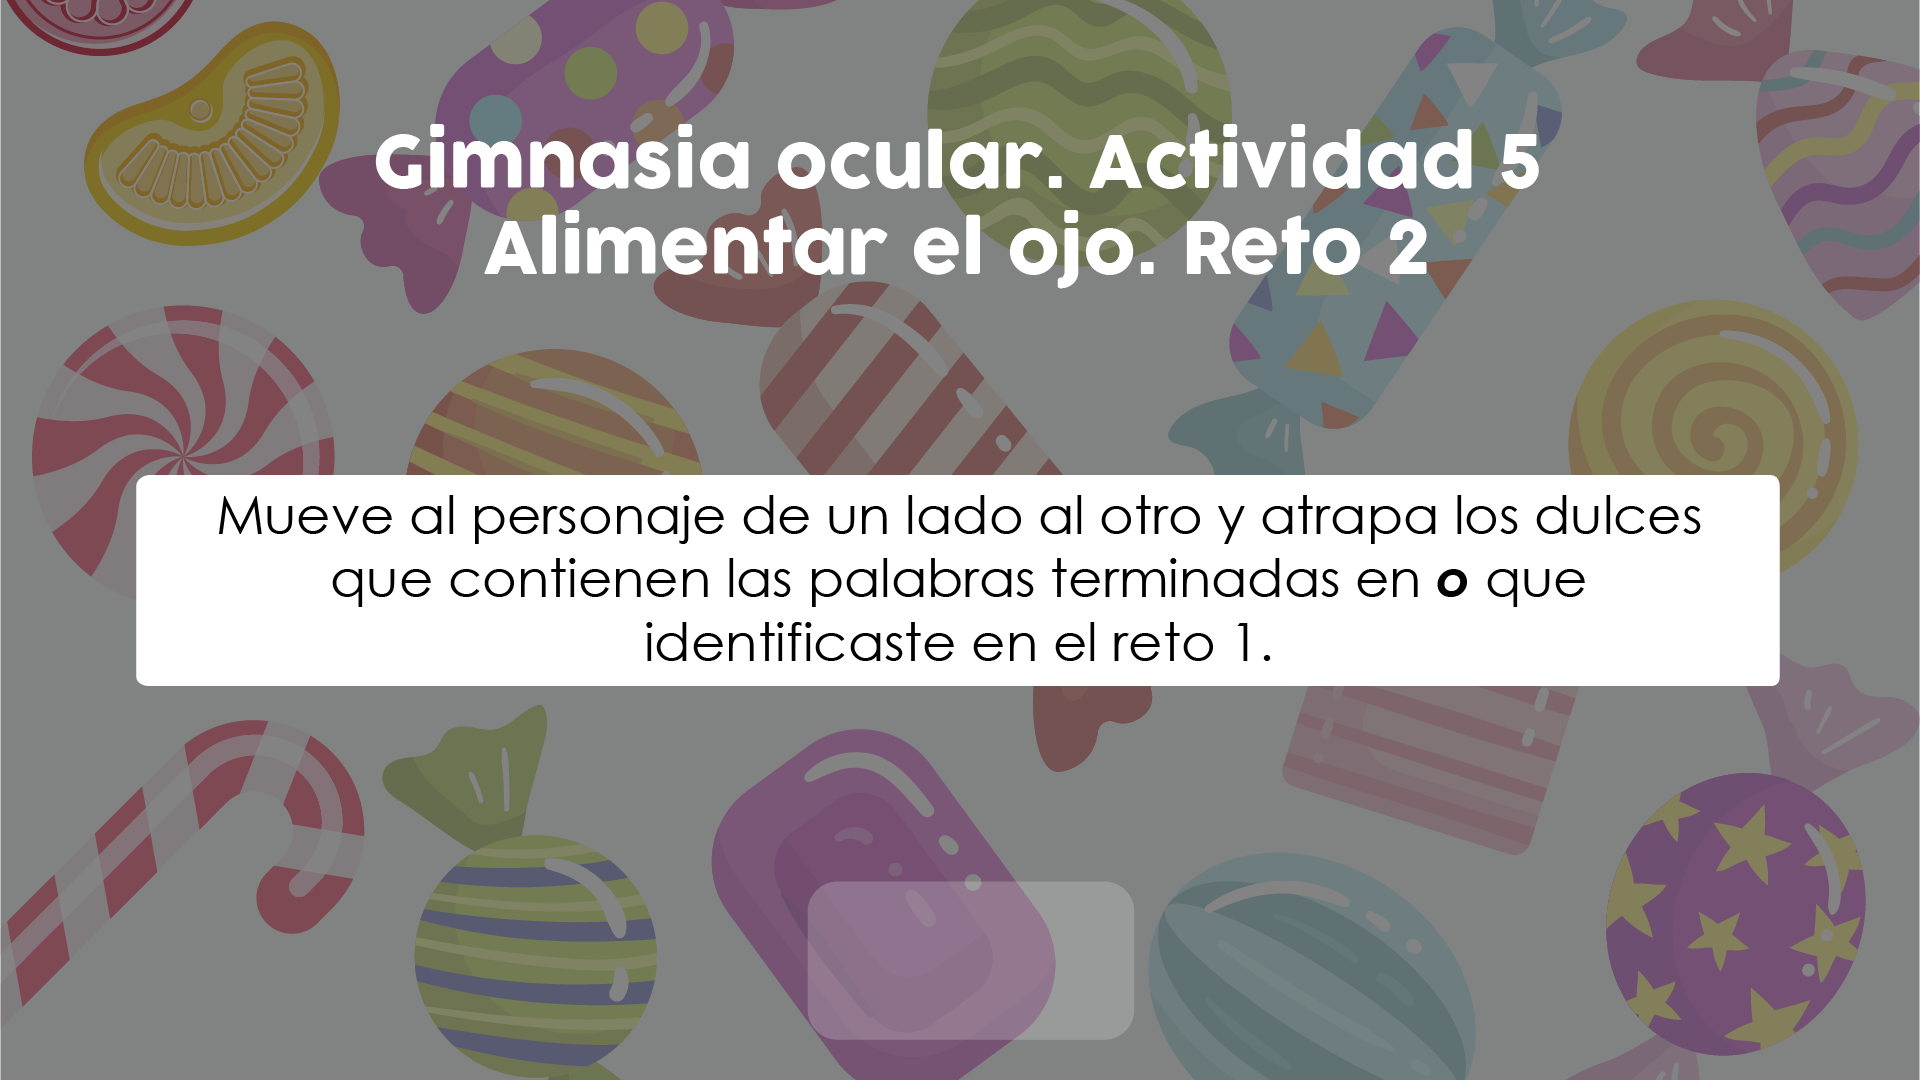 Gimnasia ocular. Actividad 5
Alimentar el ojo. Reto 2
Mueve al personaje de un lado al otro y atrapa los dulces
que contienen las palabras terminadas en o que
identificaste en el reto 1.